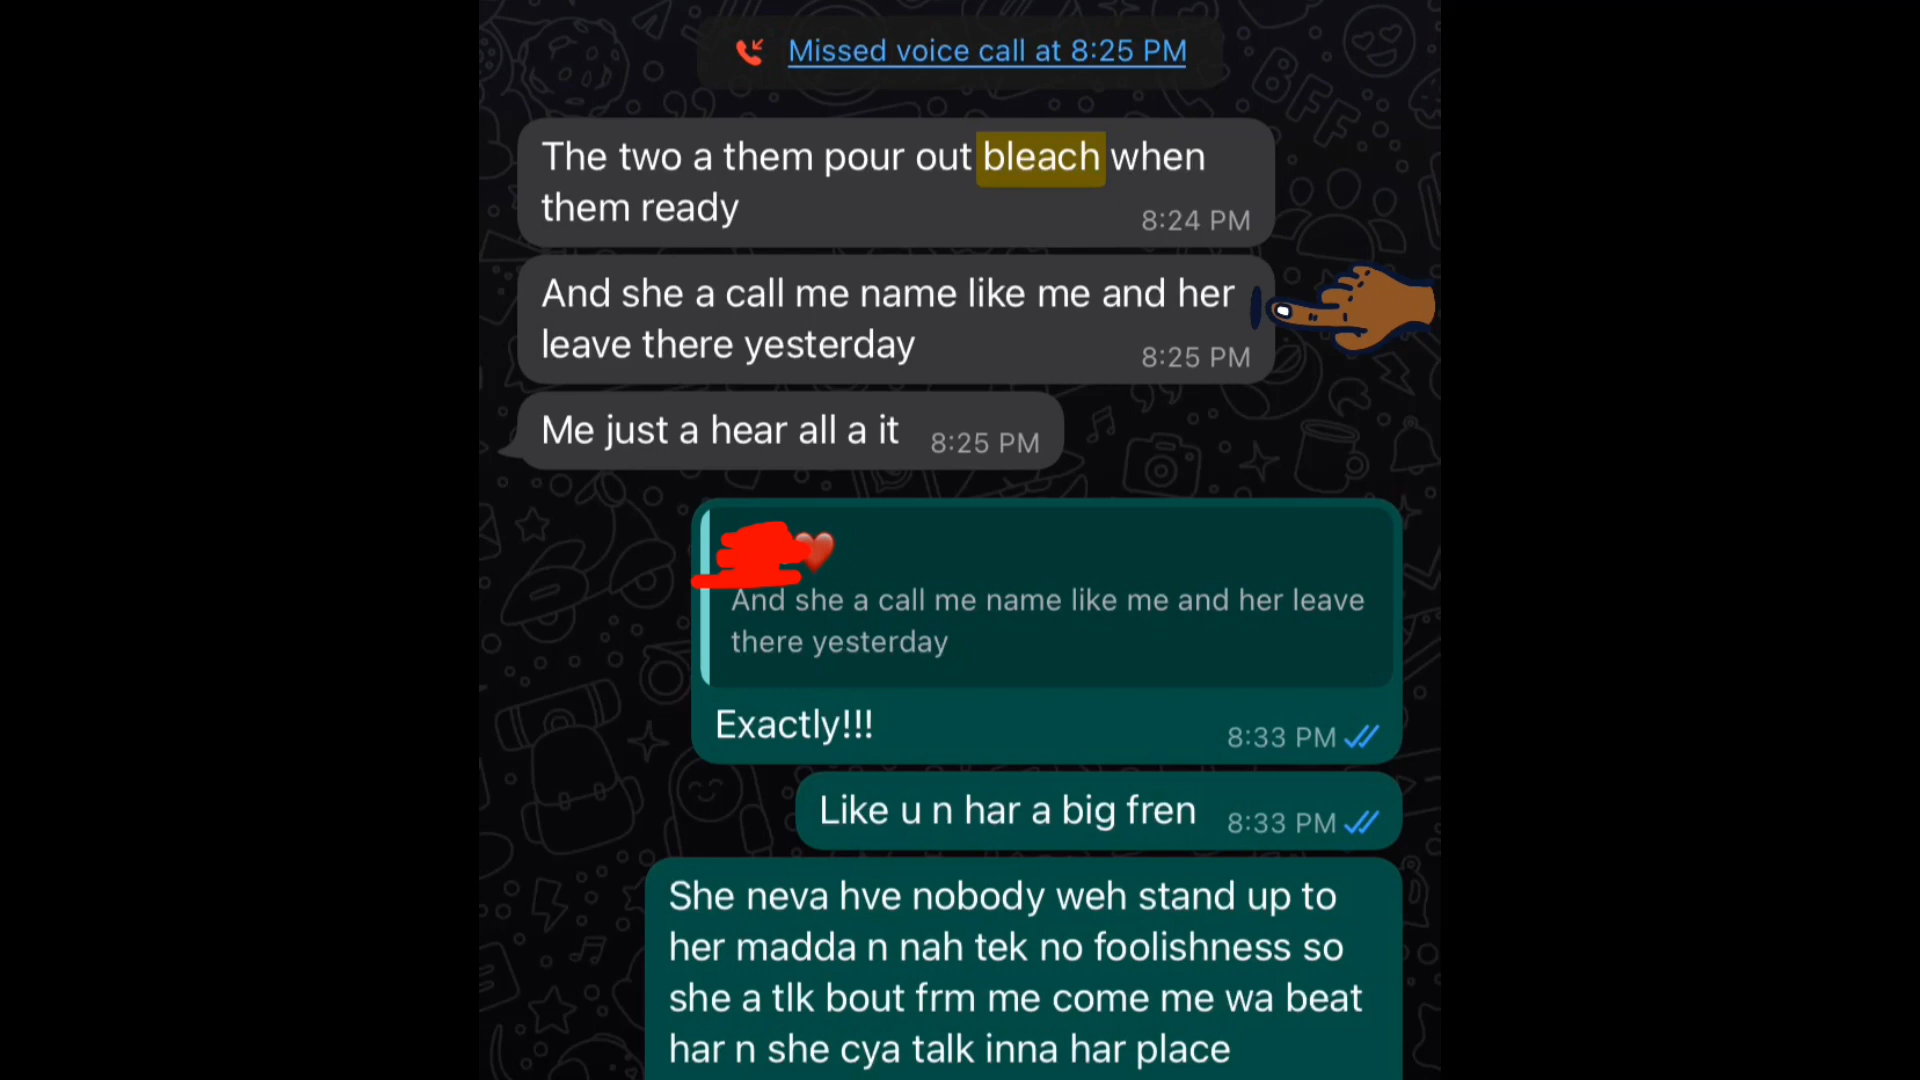 Missed voice call at 8:25 PM
The two a them pour out bleach when
them ready
8:24 PM
And she a call me name like me and her
leave there yesterday
8:25 PM
Me just a hear all a it 8:25 PM
And she a call me name like me and her leave
there yesterday
Exactly!!!
8:33 PM
Like u n har a big fren 8:33 PM
She neva hve nobody weh stand up to
her madda n nah tek no foolishness so
she a tlk bout frm me come me wa beat
har n she cya talk inna har place